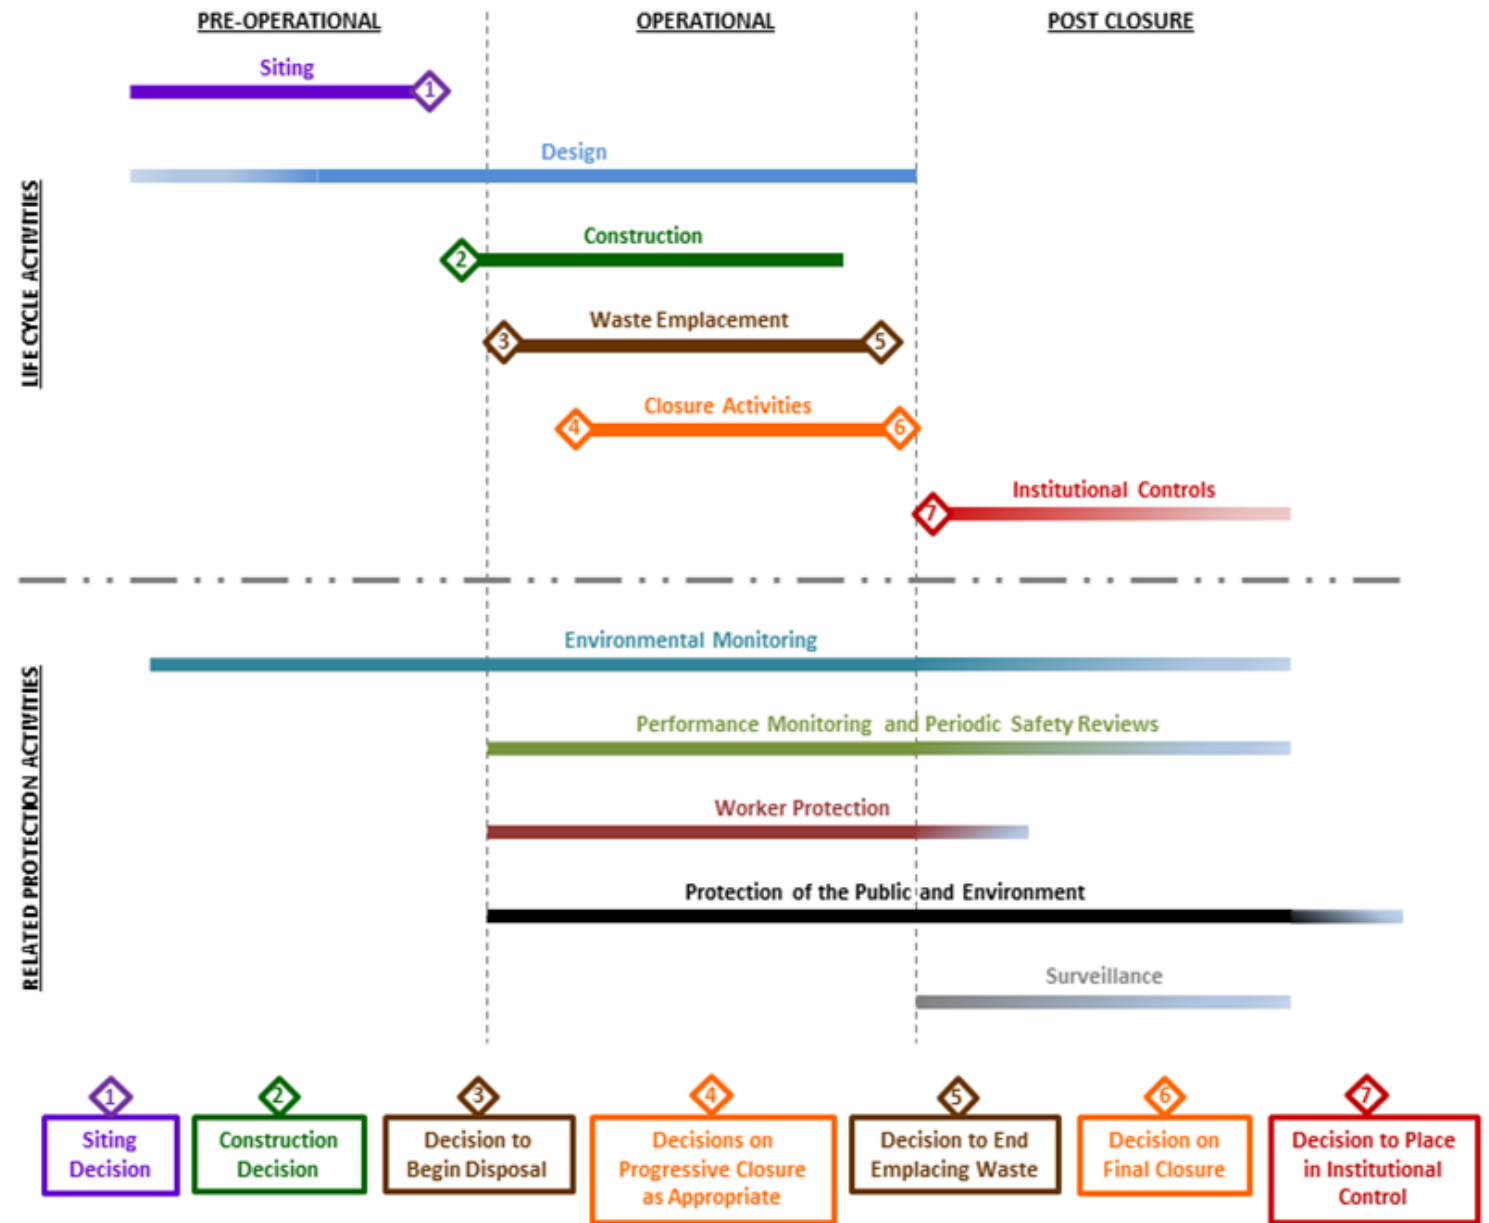 PRE-OPERATIONAL
OPERATIONAL
POST CLOSURE
LIFECYCLE ACTIVITIES
Siting
1
Design
Construction
2
Waste Emplacement
3
5
Closure Activities
4
6
Institutional Controls
7
RELATED PROTECTION ACTIVITIES
Environmental Monitoring
Performance Monitoring and Periodic Safety Reviews
Worker Protection
Protection of the Public and Environment
Surveillance
1
Siting
Decision
2
Construction
Decision
3
Decision to
Begin Disposal
4
Decisions on
Progressive Closure
as Appropriate
5
Decision to End
Emplacing Waste
6
Decision on
Final Closure
7
Decision to Place
in Institutional
Control